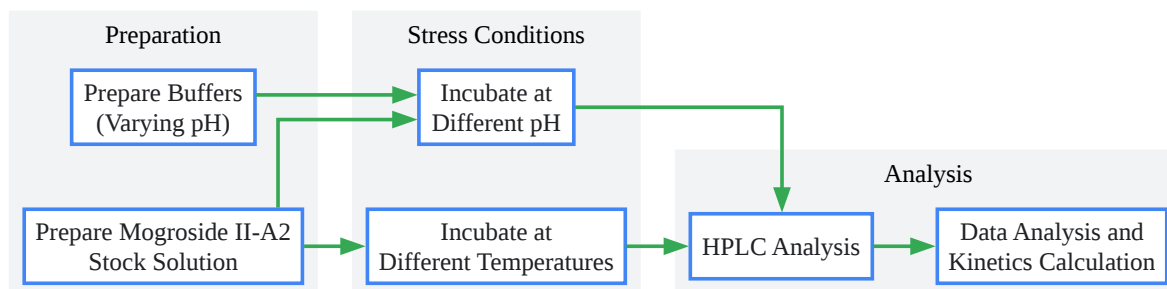 Preparation
Prepare Buffers
(Varying pH)
Prepare Mogroside II-A2
Stock Solution
Stress Conditions
Incubate at
Different pH
Incubate at
Different Temperatures
Analysis
HPLC Analysis
Data Analysis and
Kinetics Calculation